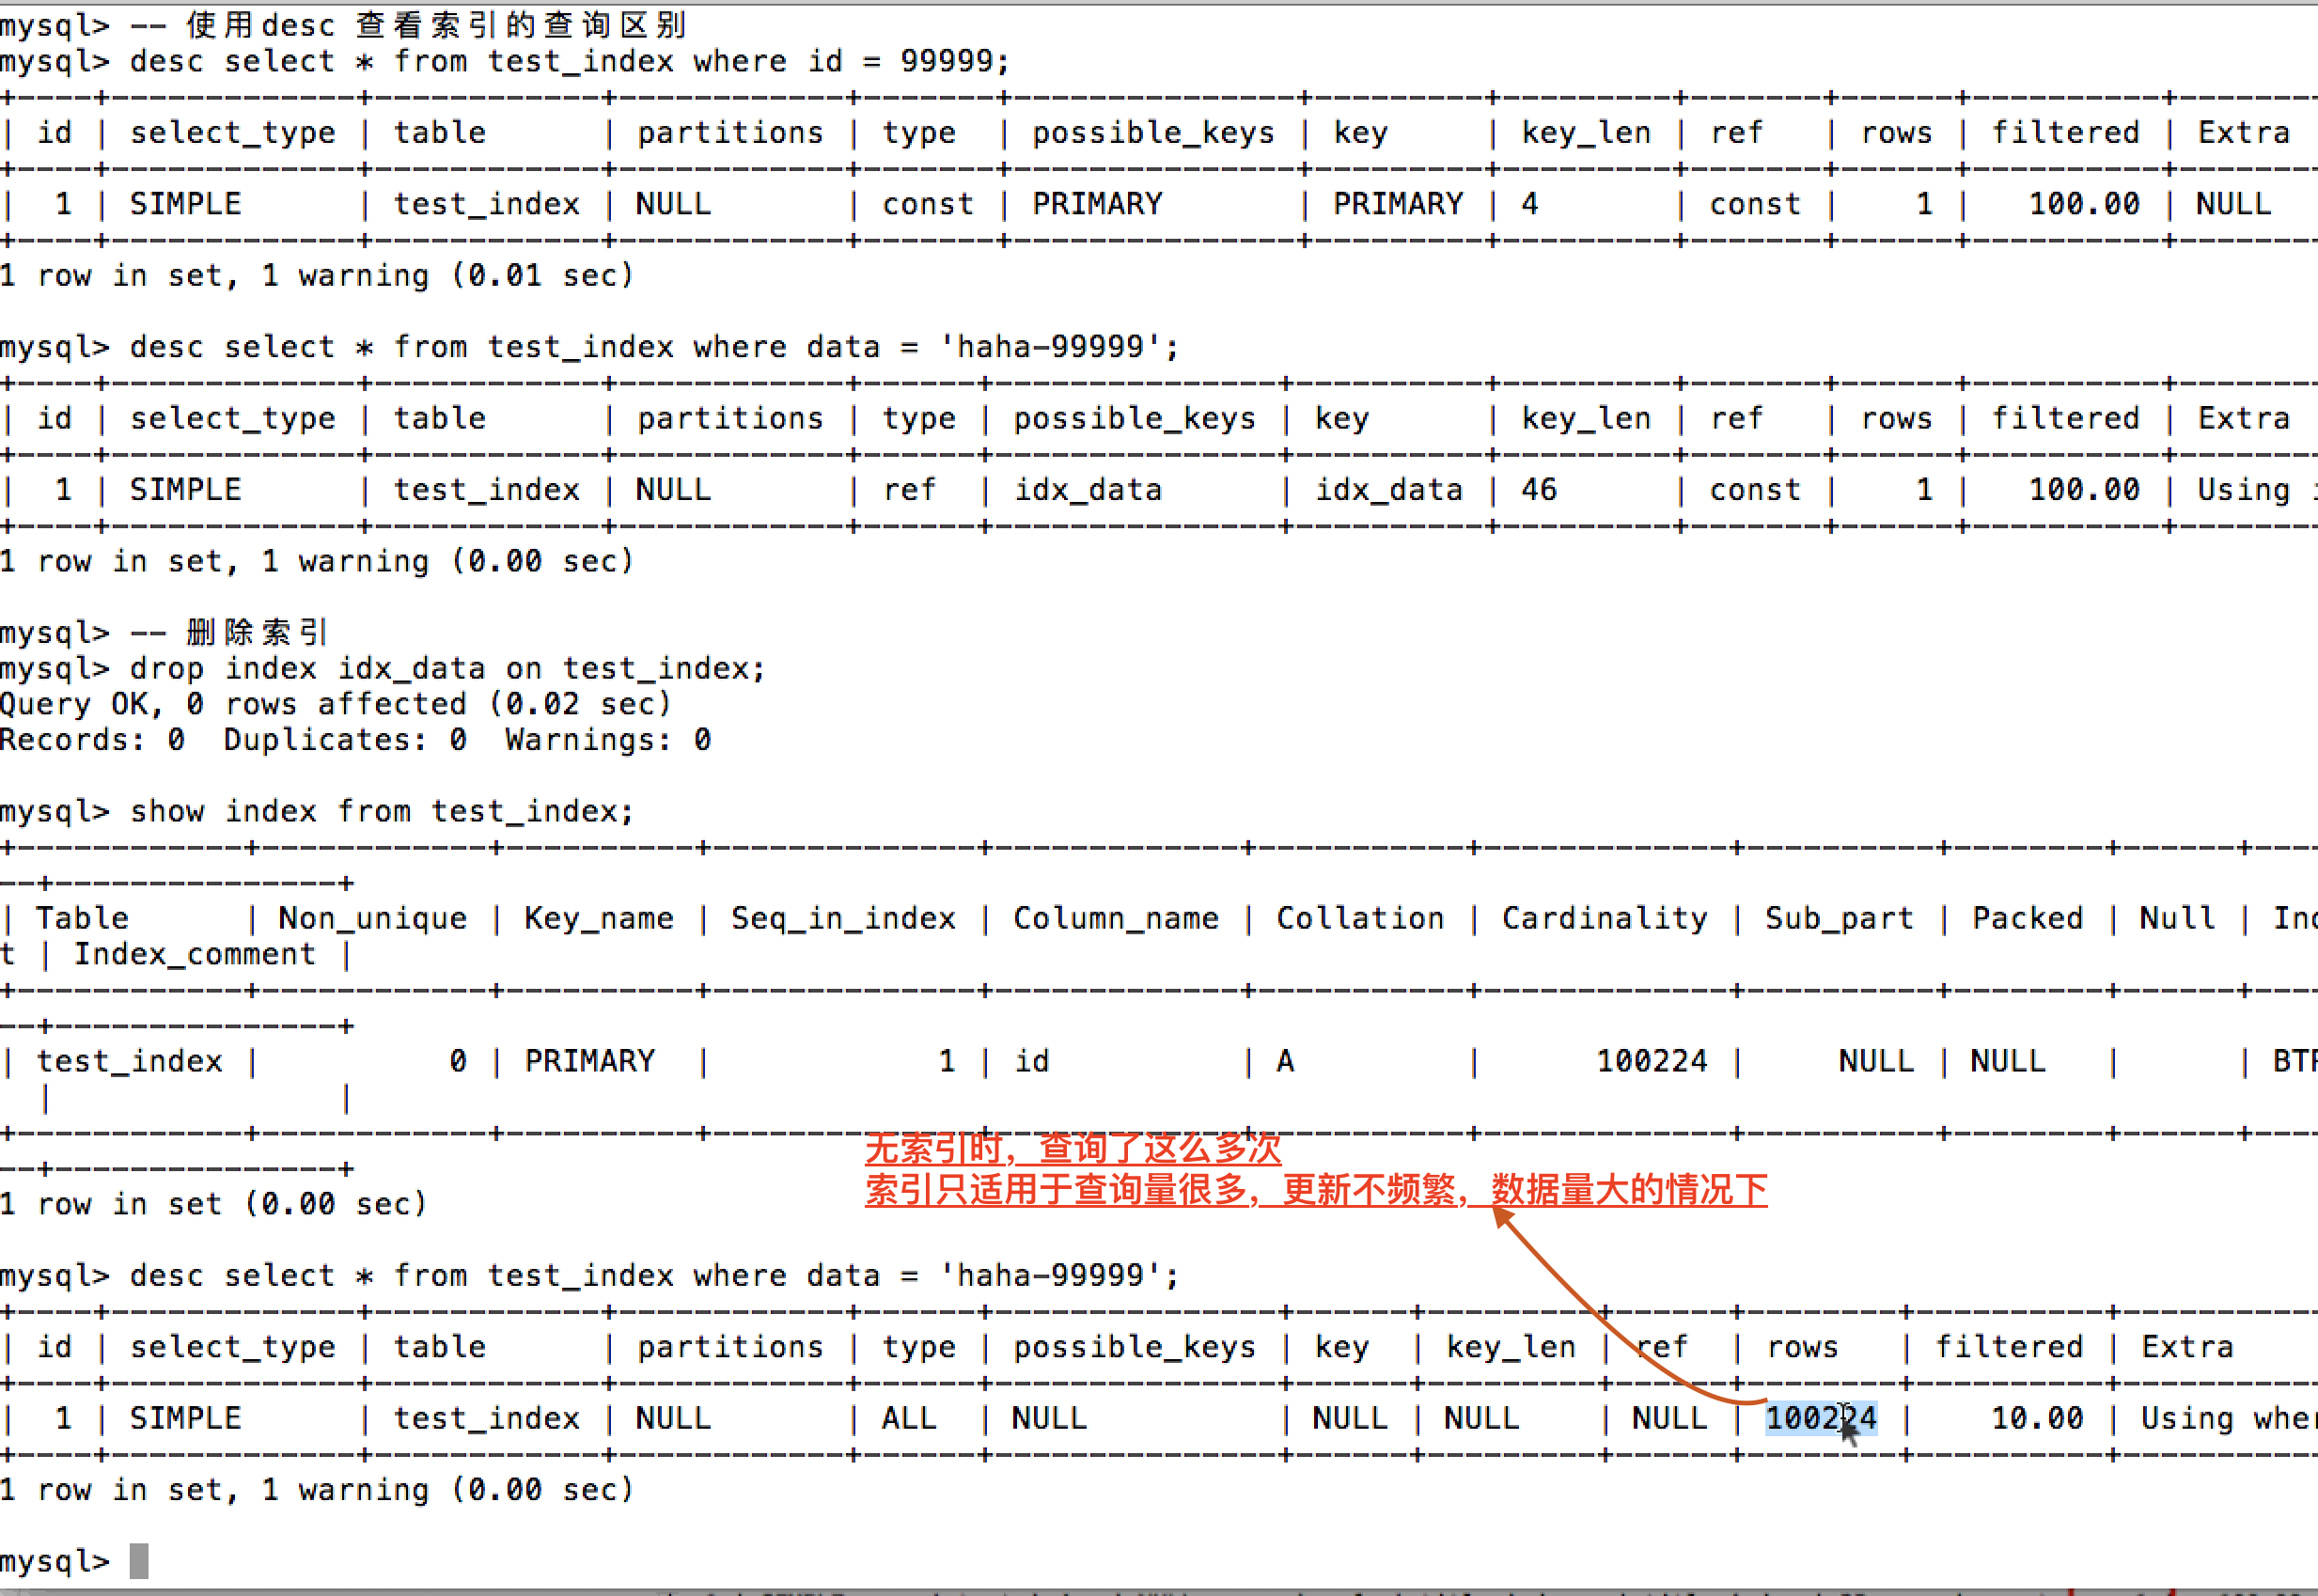 mysql> -- 使用desc 查看索引的查询区别
mysql> desc select * from test_index where id = 99999;
+----+-------------+------------+------------+-------+---------------+---------+---------+-------+------+----------+-------
| id | select_type | table      | partitions | type  | possible_keys | key     | key_len | ref   | rows | filtered | Extra
+----+-------------+------------+------------+-------+---------------+---------+---------+-------+------+----------+-------
|  1 | SIMPLE      | test_index | NULL       | const | PRIMARY       | PRIMARY | 4       | const |    1 |   100.00 | NULL
+----+-------------+------------+------------+-------+---------------+---------+---------+-------+------+----------+-------
1 row in set, 1 warning (0.01 sec)
mysql> desc select * from test_index where data = 'haha-99999';
+----+-------------+------------+------------+------+---------------+----------+---------+-------+------+----------+-------
| id | select_type | table      | partitions | type | possible_keys | key      | key_len | ref   | rows | filtered | Extra
+----+-------------+------------+------------+------+---------------+----------+---------+-------+------+----------+-------
|  1 | SIMPLE      | test_index | NULL       | ref  | idx_data      | idx_data | 46      | const |    1 |   100.00 | Using
+----+-------------+------------+------------+------+---------------+----------+---------+-------+------+----------+-------
1 row in set, 1 warning (0.00 sec)
mysql> -- 删除索引
mysql> drop index idx_data on test_index;
Query OK, 0 rows affected (0.02 sec)
Records: 0  Duplicates: 0  Warnings: 0
mysql> show index from test_index;
+------------+------------+----------+--------------+-------------+-----------+-------------+----------+--------+------+---
--+---------------+
| Table      | Non_unique | Key_name | Seq_in_index | Column_name | Collation | Cardinality | Sub_part | Packed | Null |
t | Index_comment |
+------------+------------+----------+--------------+-------------+-----------+-------------+----------+--------+------+---
--+---------------+
| test_index |          0 | PRIMARY  |            1 | id          | A         |      100224 |     NULL | NULL   |      |
  |               |
+------------+------------+----------+--------------+-------------+-----------+-------------+----------+--------+------+---
--+---------------+
无索引时，查询了这么多次
索引只适用于查询量很多，更新不频繁，数据量大的情况下
1 row in set (0.00 sec)
mysql> desc select * from test_index where data = 'haha-99999';
+----+-------------+------------+------------+------+---------------+------+---------+------+--------+----------+----------
| id | select_type | table      | partitions | type | possible_keys | key  | key_len | ref  | rows   | filtered | Extra
+----+-------------+------------+------------+------+---------------+------+---------+------+--------+----------+----------
|  1 | SIMPLE      | test_index | NULL       | ALL  | NULL          | NULL | NULL    | NULL | 100224 |    10.00 | Using
+----+-------------+------------+------------+------+---------------+------+---------+------+--------+----------+----------
1 row in set, 1 warning (0.00 sec)
mysql>